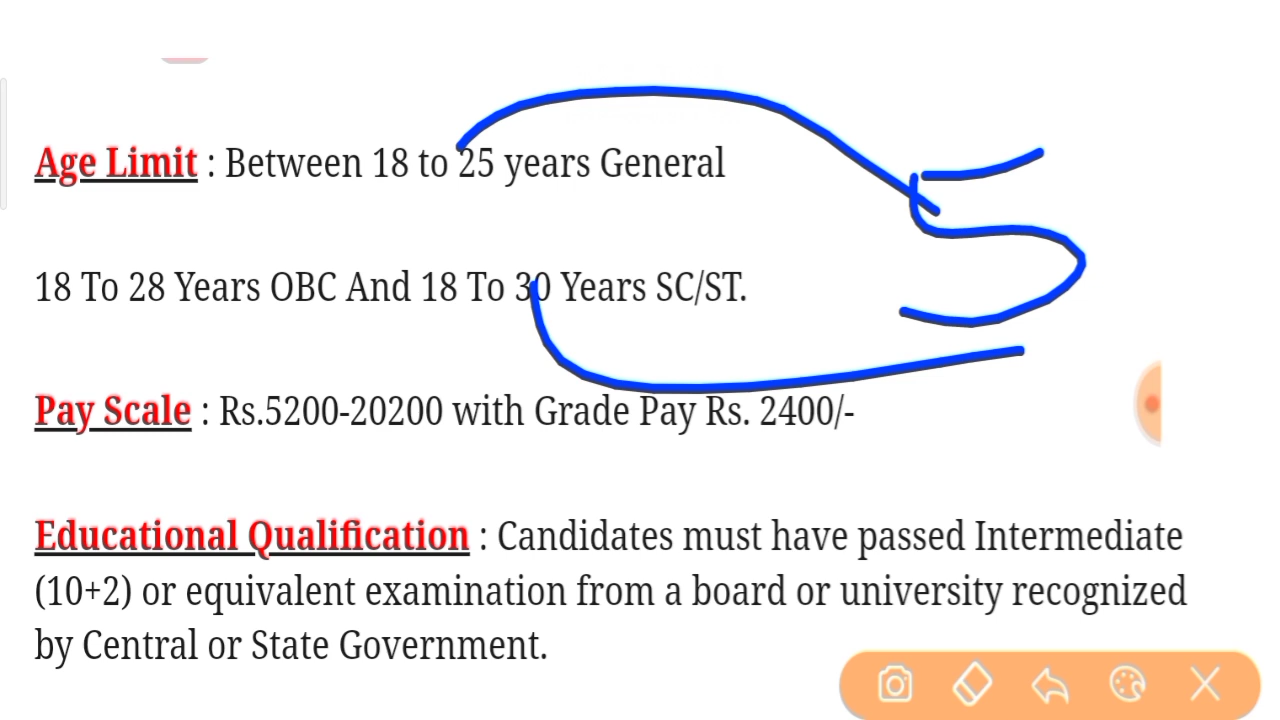 Age Limit : Between 18 to 25 years General
18 To 28 Years OBC And 18 To 30 Years SC/ST.
Pay Scale : Rs.5200-20200 with Grade Pay Rs. 2400/-
Educational Qualification : Candidates must have passed Intermediate
(10+2) or equivalent examination from a board or university recognized
by Central or State Government.
5